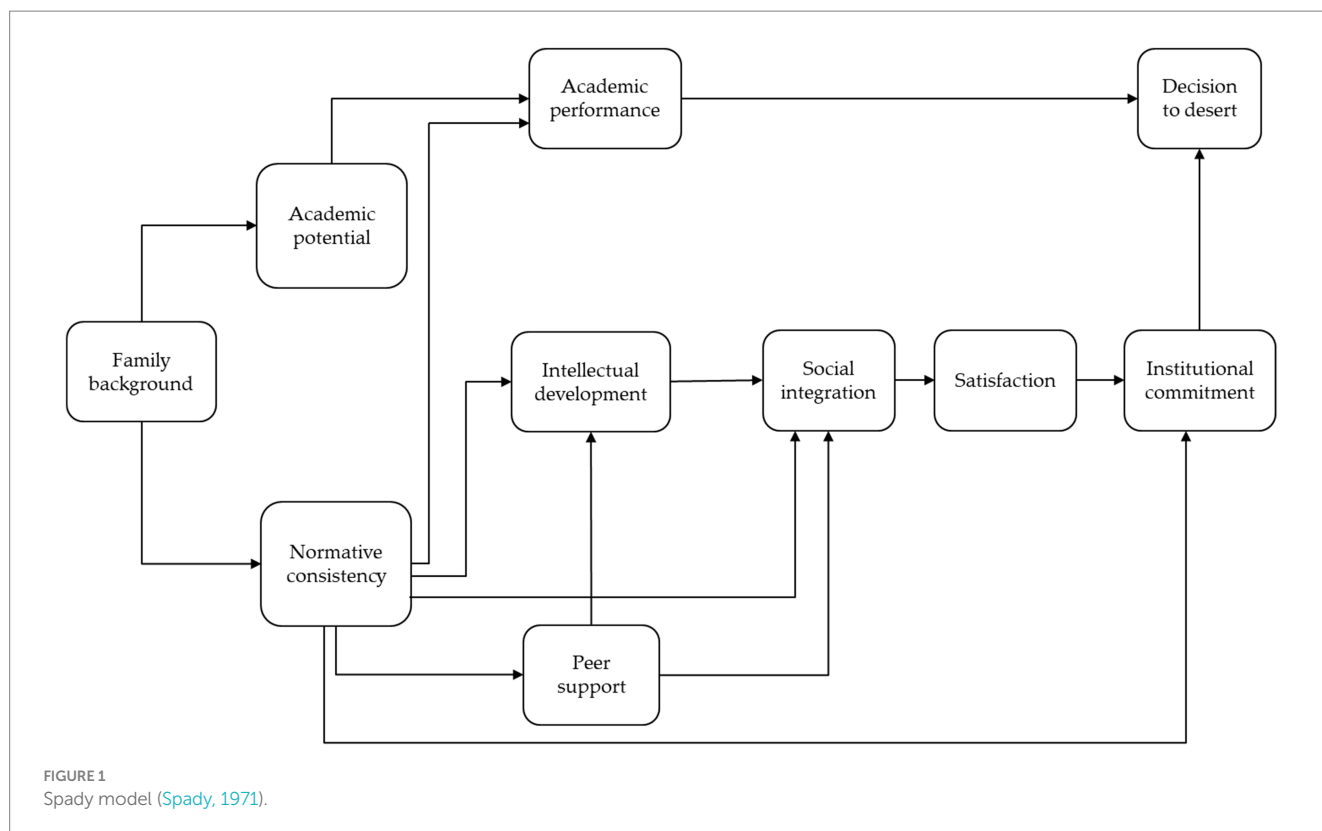 Academic
performance
Decision
to desert
Academic
potential
Family
background
Intellectual
development
Social
integration
Satisfaction
Institutional
commitment
Normative
consistency
Peer
support
FIGURE 1
Spady model (Spady, 1971).